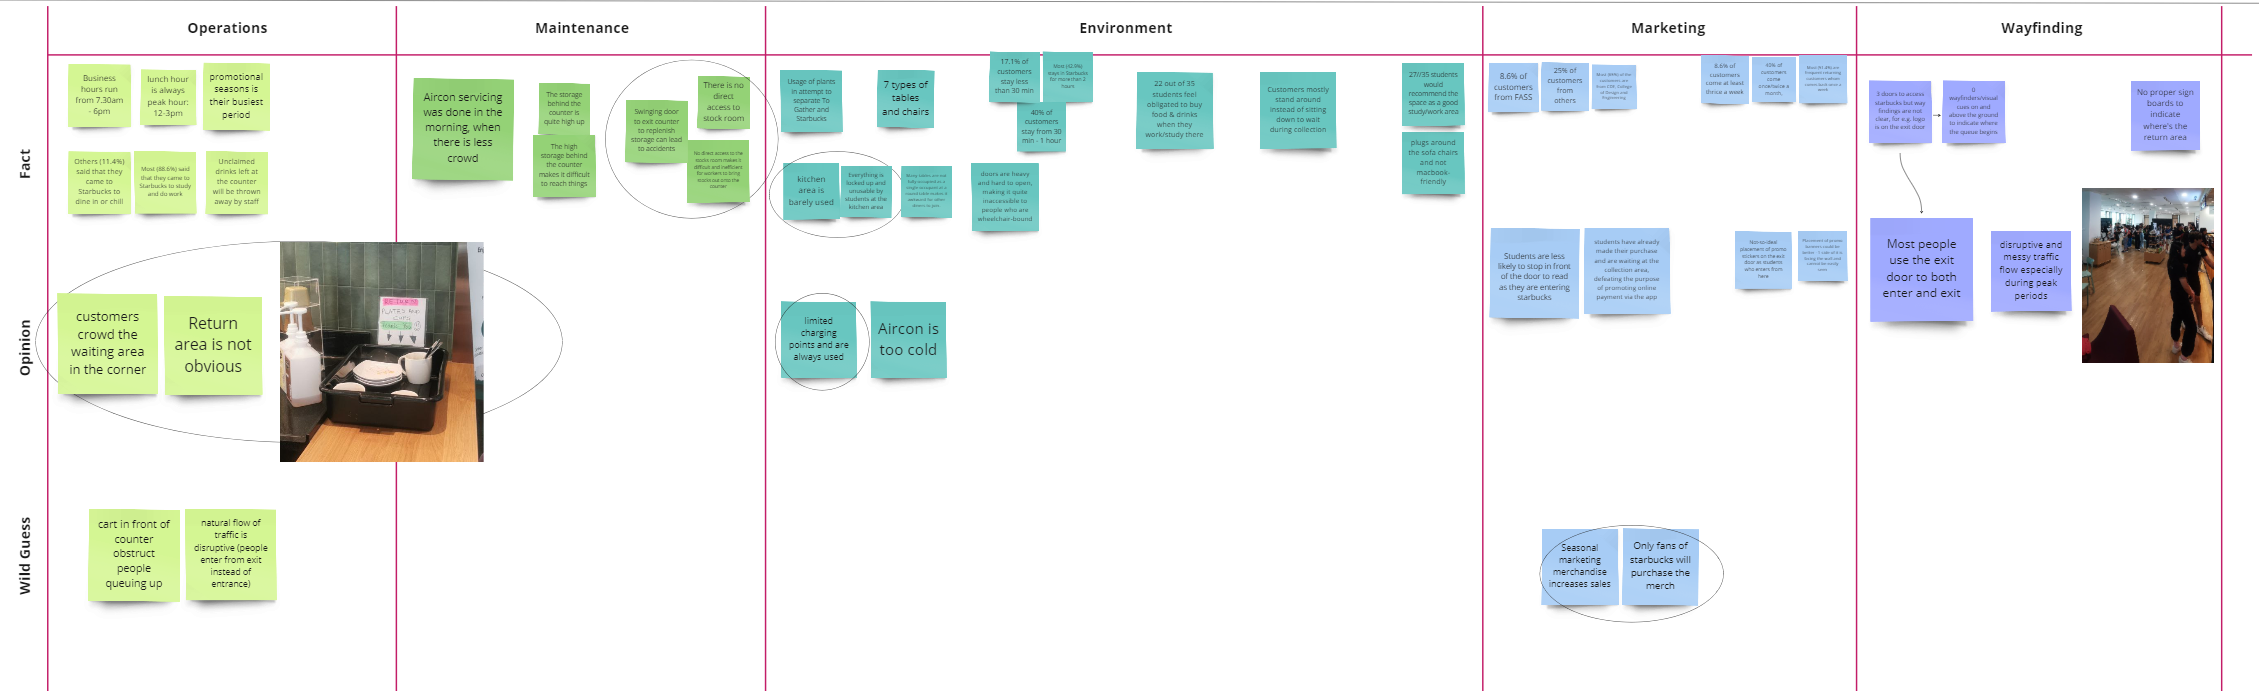 Operations
Maintenance
Environment
Marketing
Wayfinding
Fact
Opinion
Wild Guess
Business
hours run
from 7.30am
- 6pm
lunch hour
is always
peak hour:
12-3pm
promotional
seasons is
their busiest
period
Others (11.4%)
said that they
came to
Starbucks to
dine in or chill
Most (88.6%) said
that they came to
Starbucks to study
and do work
Unclaimed
drinks left at
the counter
will be thrown
away by staff
customers
crowd the
waiting area
in the corner
Return
area is not
obvious
cart in front of
counter
obstruct
people
queuing up
natural flow of
traffic is
disruptive (people
enter from exit
instead of
entrance)
Aircon servicing
was done in the
morning, when
there is less
crowd
The storage
behind the
counter is
quite high up
The high
storage behind
the counter
makes it difficult
to reach things
Swinging door
to exit counter
to replenish
storage can lead
to accidents
There is no
direct
access to
stock room
No direct access to the
stocks room makes it
difficult and inefficient
for workers to bring
stocks out onto the
counter
Usage of plants
in attempt to
separate To
Gather and
Starbucks
7 types of
tables
and chairs
17.1% of
customers
stay less
than 30 min
Most (42.9%)
stays in Starbucks
for more than 2
hours
40% of
customers
stay from 30
min - 1 hour
22 out of 35
students feel
obligated to buy
food & drinks
when they
work/study there
Customers mostly
stand around
instead of sitting
down to wait
during collection
27//35 students
would
recommend the
space as a good
study/work area
plugs around
the sofa chairs
and not
macbook-
friendly
kitchen
area is
barely used
Everything is
locked up and
unusable by
students at the
kitchen area
doors are heavy
and hard to open,
making it quite
inaccessible to
people who are
wheelchair-bound
limited
charging
points and are
always used
Aircon is
too cold
8.6% of
customers
from FASS
25% of
customers
from
others
8.6% of
customers
come at least
thrice a week
45% of
customers
come
once/twice a
month,
Students are less
likely to stop in front
of the door to read
as they are entering
starbucks
students have already
made their purchase
and are waiting at the
collection area,
defeating the purpose
of promoting online
payment via the app
Not-so-ideal
placement of promo
stickers on the exit
door as students
who enters from
here
Seasonal
marketing
merchandise
increases sales
Only fans of
starbucks will
purchase the
merch
3 doors to access
starbucks but way
findings are not
clear, for e.g. logo
is on the exit door
0
wayfinders/visual
cues on and
above the ground
to indicate where
the queue begins
No proper sign
boards to
indicate
where's the
return area
Most people
use the exit
door to both
enter and exit
disruptive and
messy traffic
flow especially
during peak
periods
PLATES AND
CUPS